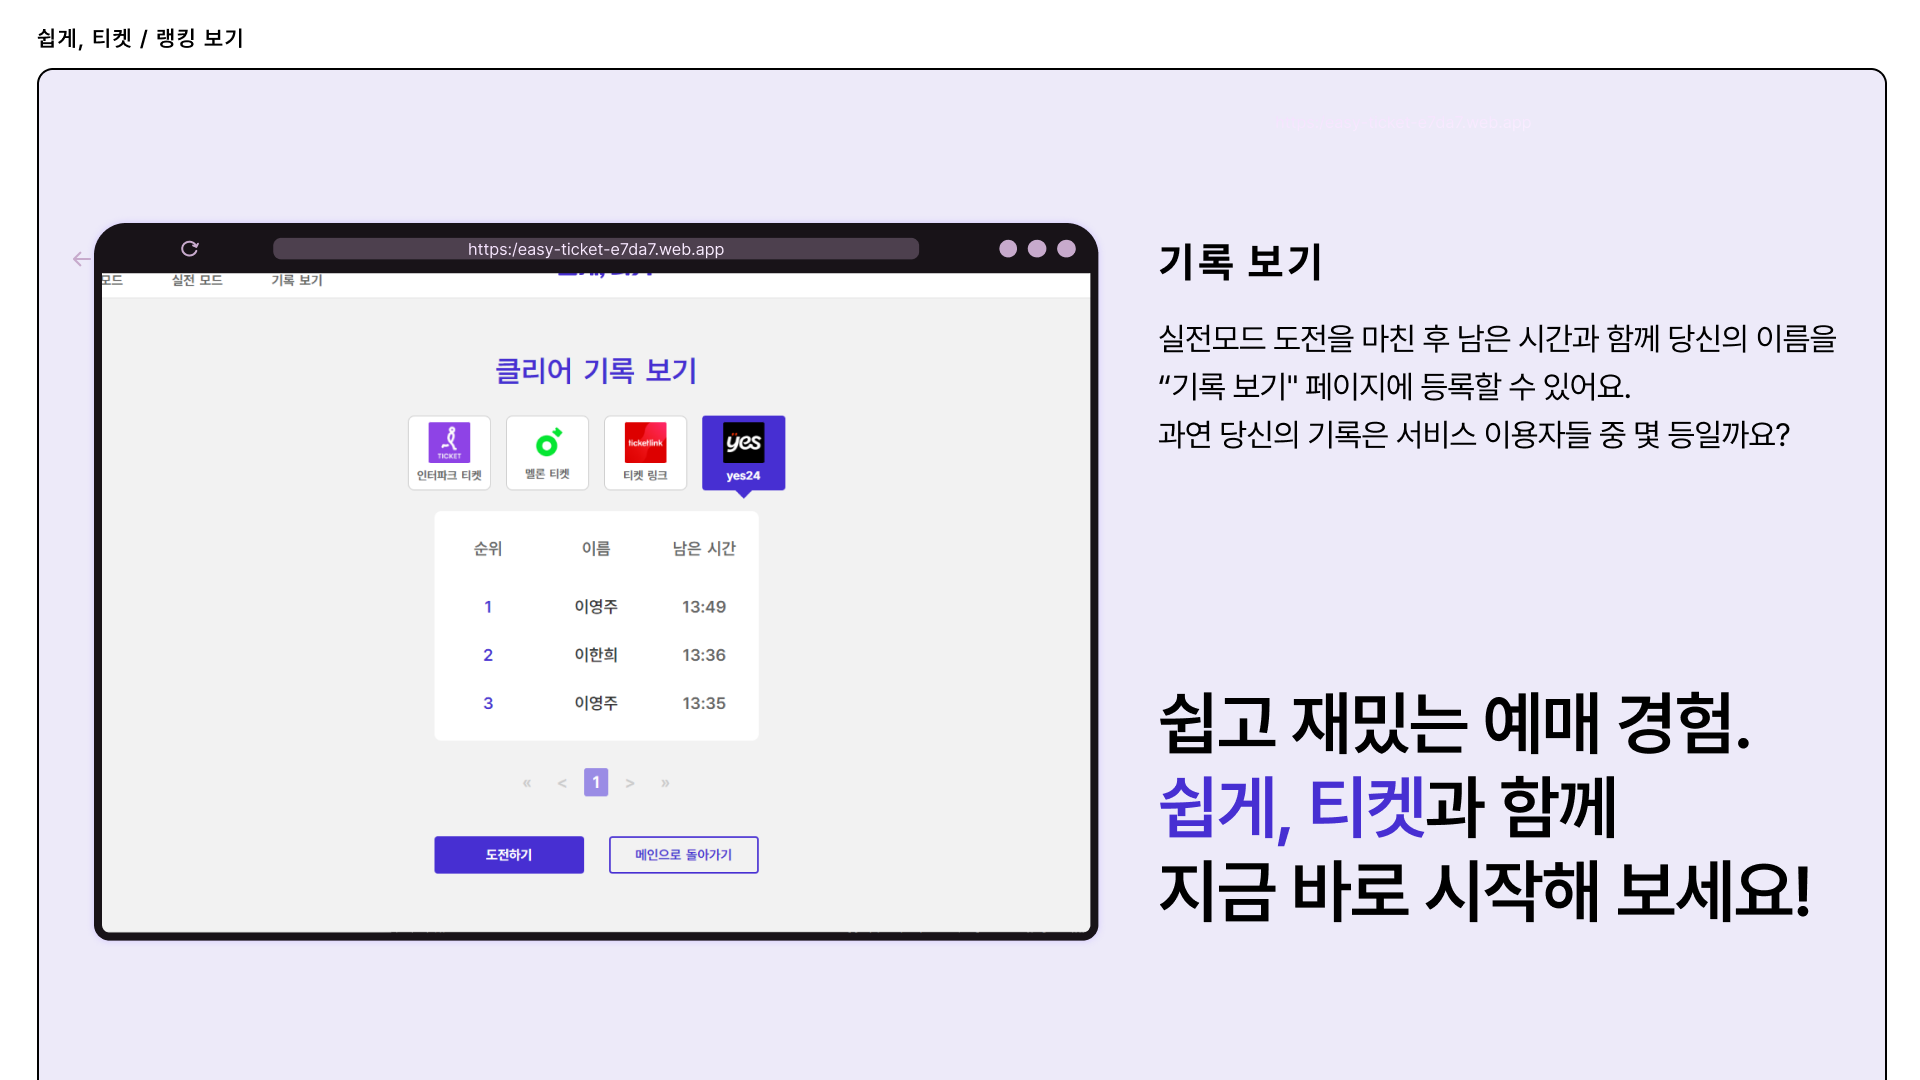 쉽게, 티켓 / 랭킹 보기
https:/easy-ticket-e7da7.web.app
모드 실전 모드 기록 보기
클리어 기록 보기
TICKET
인터파크 티켓
멜론 티켓
ticketlink
티켓 링크
yes
yes24
순위 이름 남은 시간
1 이영주 13:49
2 이한희 13:36
3 이영주 13:35
« < 1 > »
도전하기 메인으로 돌아가기
기록 보기
실전모드 도전을 마친 후 남은 시간과 함께 당신의 이름을
“기록 보기" 페이지에 등록할 수 있어요.
과연 당신의 기록은 서비스 이용자들 중 몇 등일까요?
쉽고 재밌는 예매 경험.
쉽게, 티켓과 함께
지금 바로 시작해 보세요!